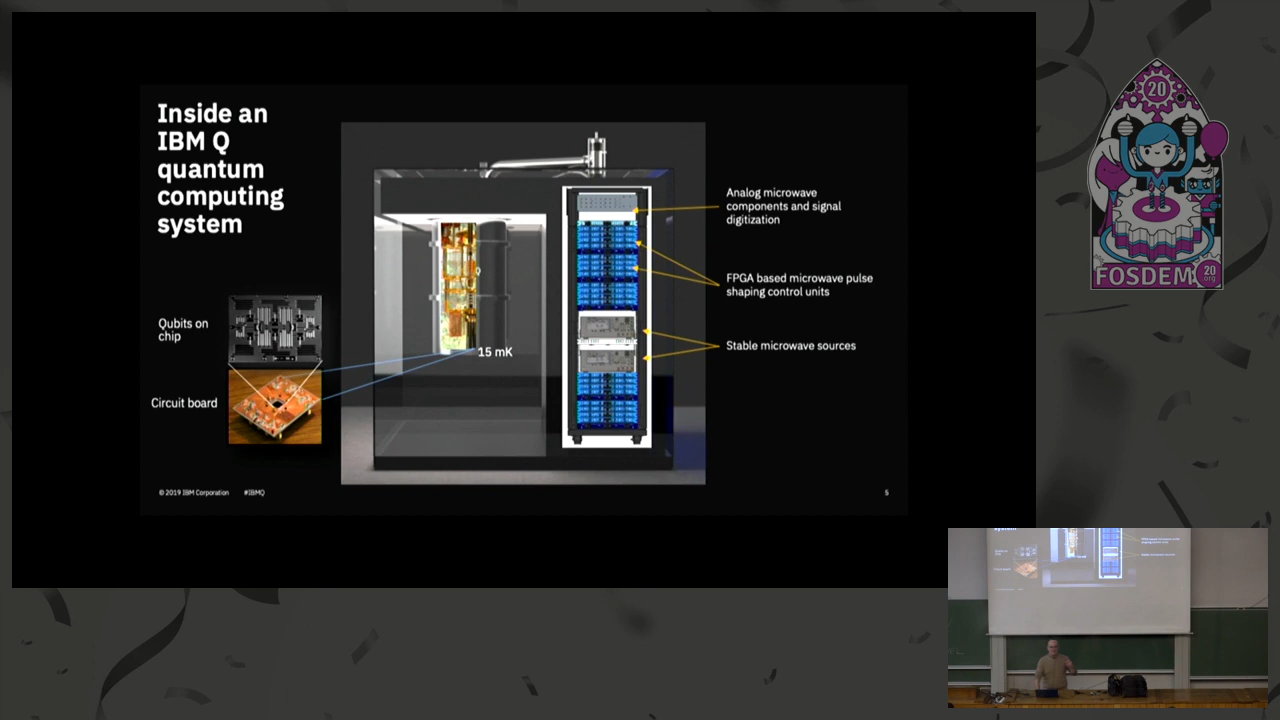 Inside an
IBM Q
quantum
computing
system
Qubits on
chip
Circuit board
15 mK
Analog microwave
components and signal
digitization
FPGA based microwave pulse
shaping control units
Stable microwave sources
© 2019 IBM Corporation #IBMQ
5
20
FOSDEM
20
.org